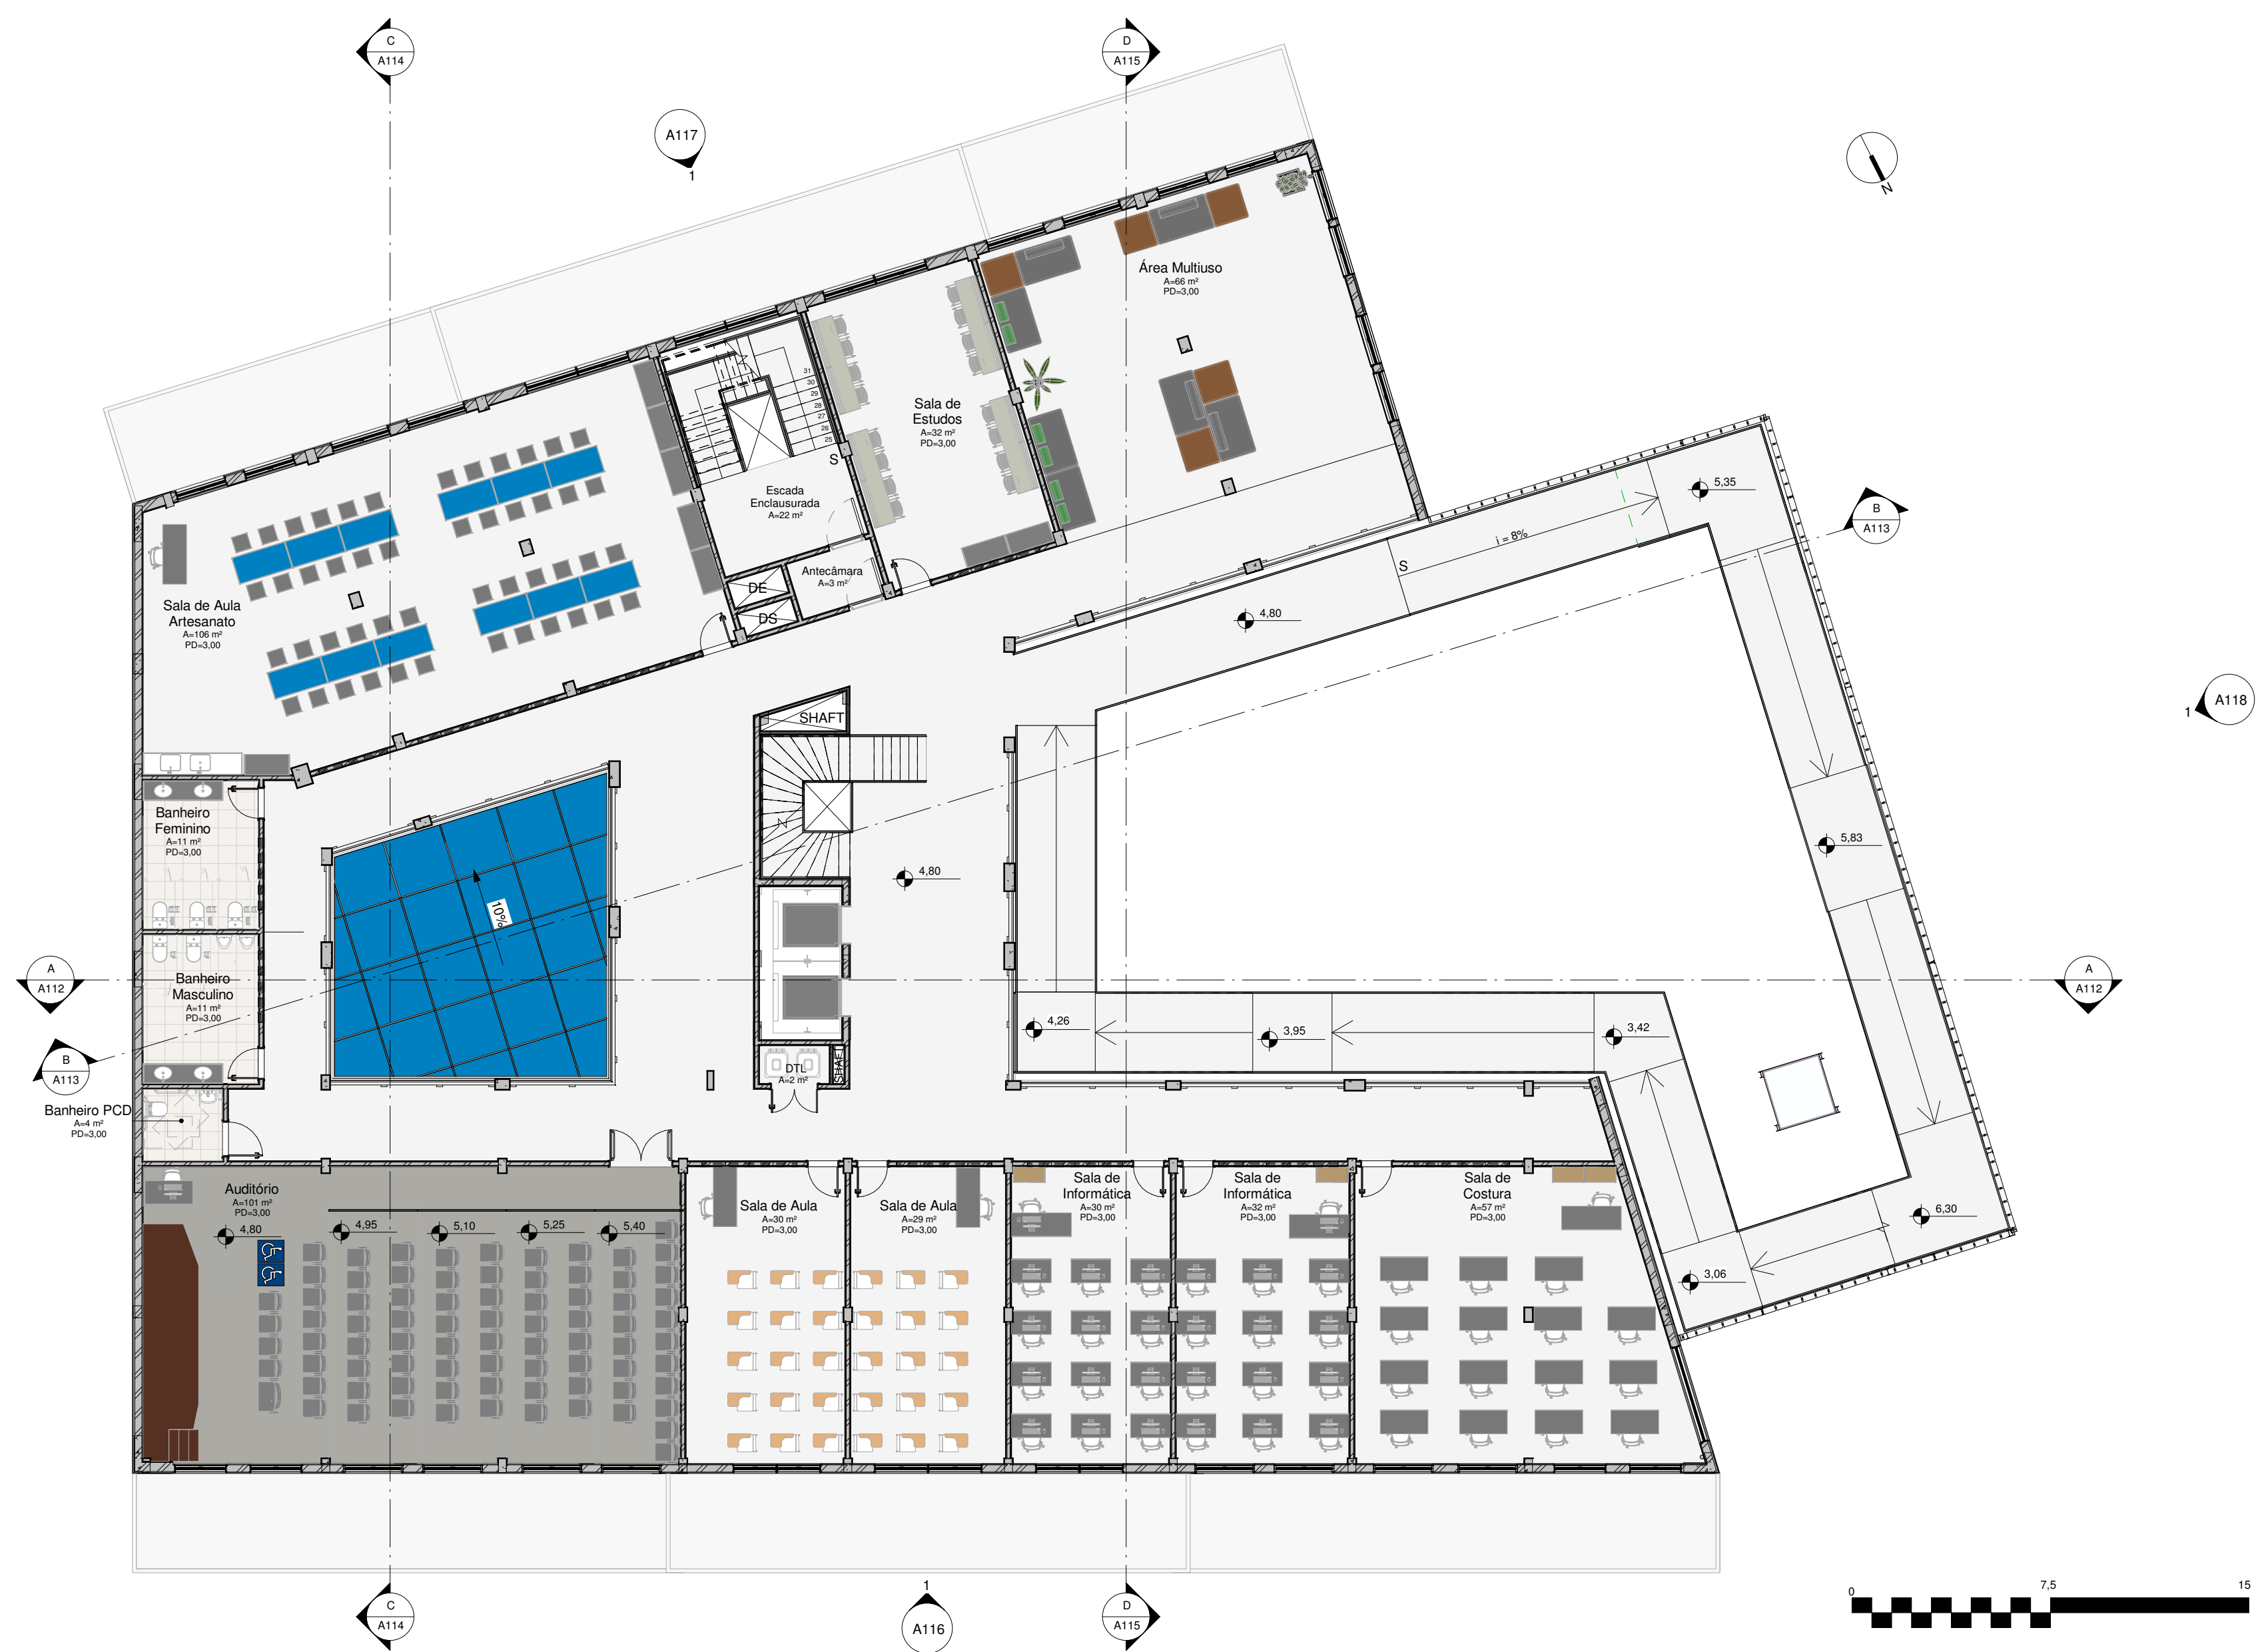 C
A114
D
A115
A117
1
N
Área Multiuso
A=66 m²
PD=3,00
31
30
29
28
27
26
25
S
Sala de
Estudos
A=32 m²
PD=3,00
Escada
Enclausurada
A=22 m²
5,35
B
A113
i = 8%
S
Antecâmara
A=3 m²
DE
DS
Sala de Aula
Artesanato
A=106 m²
PD=3,00
4,80
A118
1
SHAFT
Banheiro
Feminino
A=11 m²
PD=3,00
5,83
4,80
10%
A
A112
Banheiro
Masculino
A=11 m²
PD=3,00
A
A112
4,26
3,95
3,42
B
A113
DTL
A=2 m²
SHAF
Banheiro PCD
A=4 m²
PD=3,00
Auditório
A=101 m²
PD=3,00
4,80
4,95
5,10
5,25
5,40
Sala de Aula
A=30 m²
PD=3,00
Sala de Aula
A=29 m²
PD=3,00
Sala de
Informática
A=30 m²
PD=3,00
Sala de
Informática
A=32 m²
PD=3,00
Sala de
Costura
A=57 m²
PD=3,00
6,30
3,06
C
A114
1
A116
D
A115
0
7,5
15